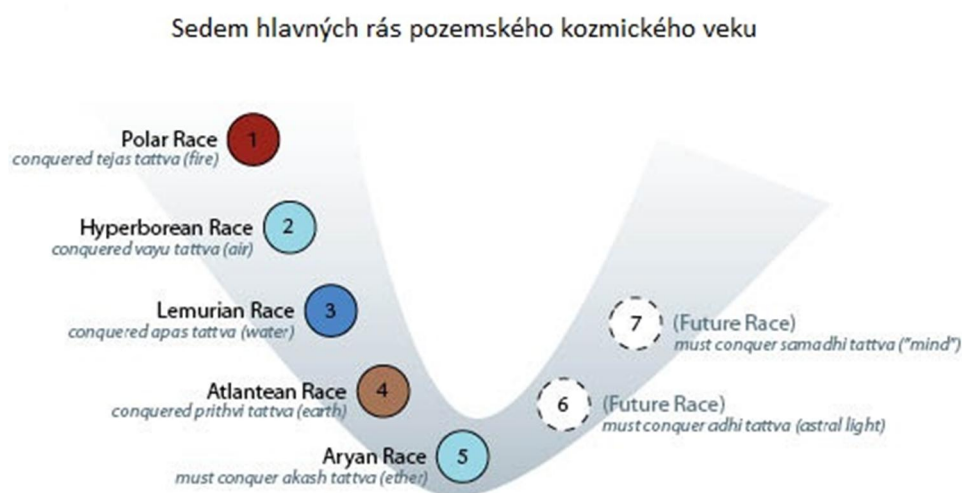 Sedem hlavných rás pozemského kozmického veku
1
Polar Race
conquered tejas tattva (fire)
2
Hyperborean Race
conquered vayu tattva (air)
3
Lemurian Race
conquered apas tattva (water)
7
(Future Race)
must conquer samadhi tattva ("mind")
4
Atlantean Race
conquered prithvi tattva (earth)
6
(Future Race)
must conquer adhi tattva (astral light)
5
Aryan Race
must conquer akash tattva (ether)